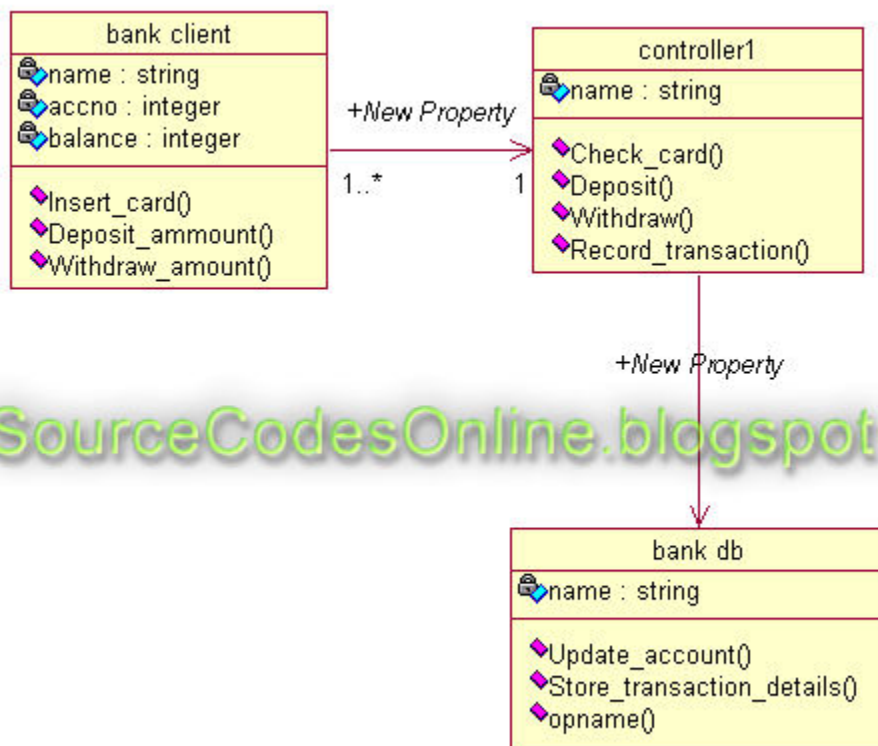 bank client
name : string
accno : integer
balance : integer
Insert_card()
Deposit_ammount()
Withdraw_amount()
+New Property
1..*
1
controller1
name : string
Check_card()
Deposit()
Withdraw()
Record_transaction()
+New Property
SourceCodesOnline.blogspot
bank db
name : string
Update_account()
Store_transaction_details()
opname()